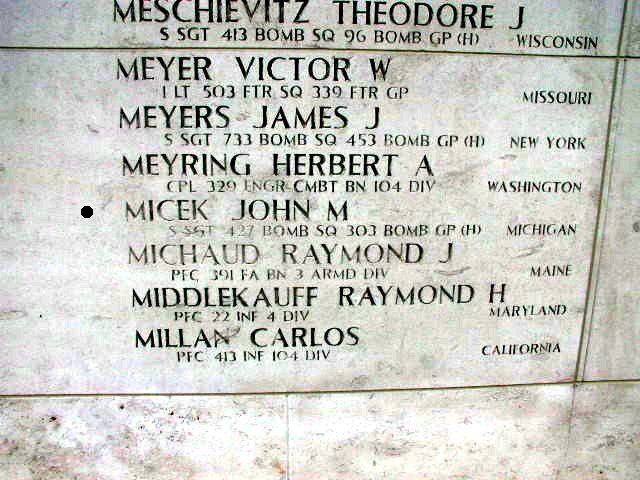 MESCHIEVITZ THEODORE J
S SGT 413 BOMB SQ 96 BOMB GP (H) WISCONSIN
MEYER VICTOR W
1 LT 503 FTR SQ 339 FTR GP MISSOURI
MEYERS JAMES J
S SGT 733 BOMB SQ 453 BOMB GP (H) NEW YORK
MEYRING HERBERT A
CPL 329 ENGR CMBT BN 104 DIV WASHINGTON
MICEK JOHN M
S SGT 427 BOMB SQ 303 BOMB GP (H) MICHIGAN
MICHAUD RAYMOND J
PFC 391 FA BN 3 ARMD DIV MAINE
MIDDLEKAUFF RAYMOND H
PFC 22 INF 4 DIV MARYLAND
MILLAN CARLOS
PFC 413 INF 104 DIV CALIFORNIA